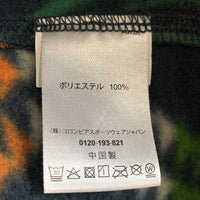 ポリエステル 100%
(株) コロンビアスポーツウェアジャパン
0120-193-821
中国製